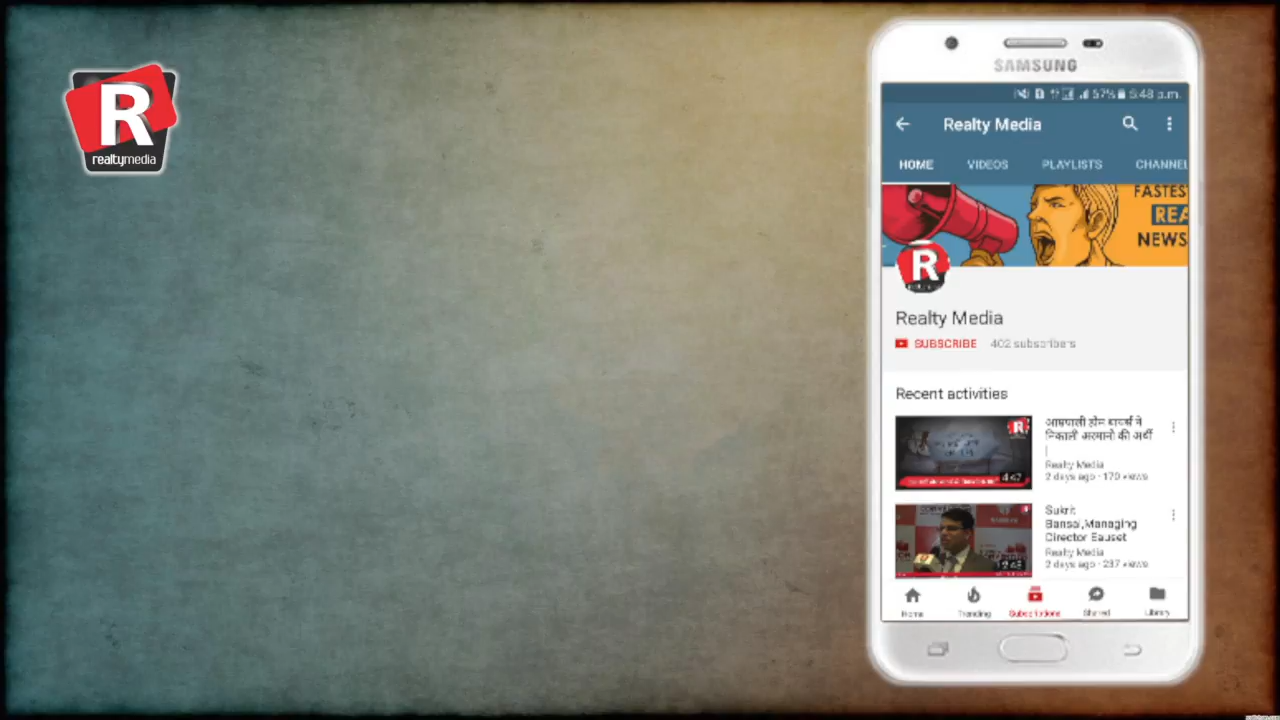 R
realtymedia
SAMSUNG
57% 5:48 p.m.
Realty Media
HOME VIDEOS PLAYLISTS CHANNEL
FASTES
REA
NEWS
R
Realty Media
SUBSCRIBE 402 subscribers
Recent activities
आम्रपाली होम बायर्स ने
निकाली अरमानो की अर्थी
|
Realty Media
2 days ago · 170 views
4:47
Sukrit
Bansal,Managing
Director Eauset
Realty Media
2 days ago · 237 views
12:43
Home Trending Subscriptions Shared Library